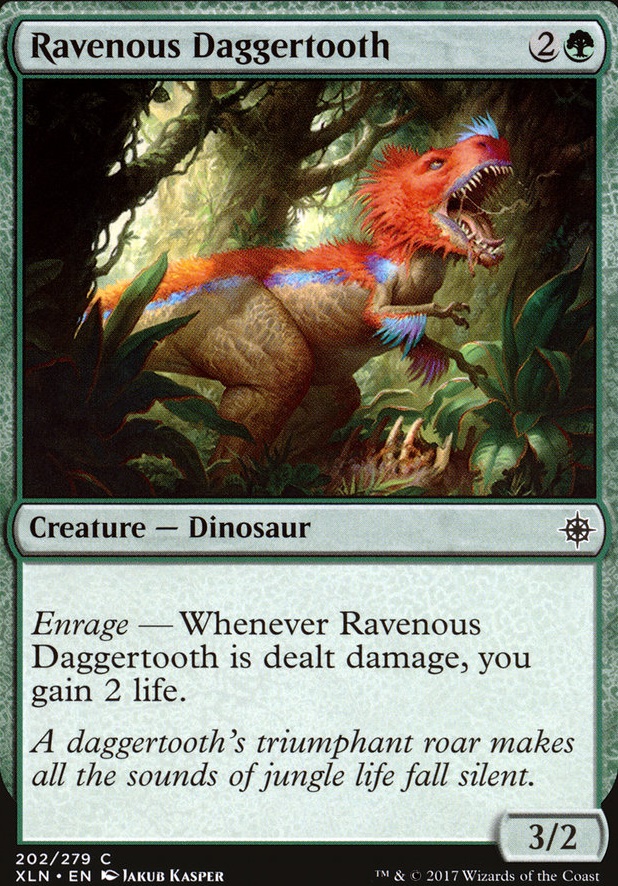 Ravenous Daggertooth 2
Creature — Dinosaur
Enrage — Whenever Ravenous
Daggertooth is dealt damage, you
gain 2 life.
A daggertooth's triumphant roar makes
all the sounds of jungle life fall silent.
3/2
202/279 C
XLN • EN Jakub Kasper
™ & © 2017 Wizards of the Coast